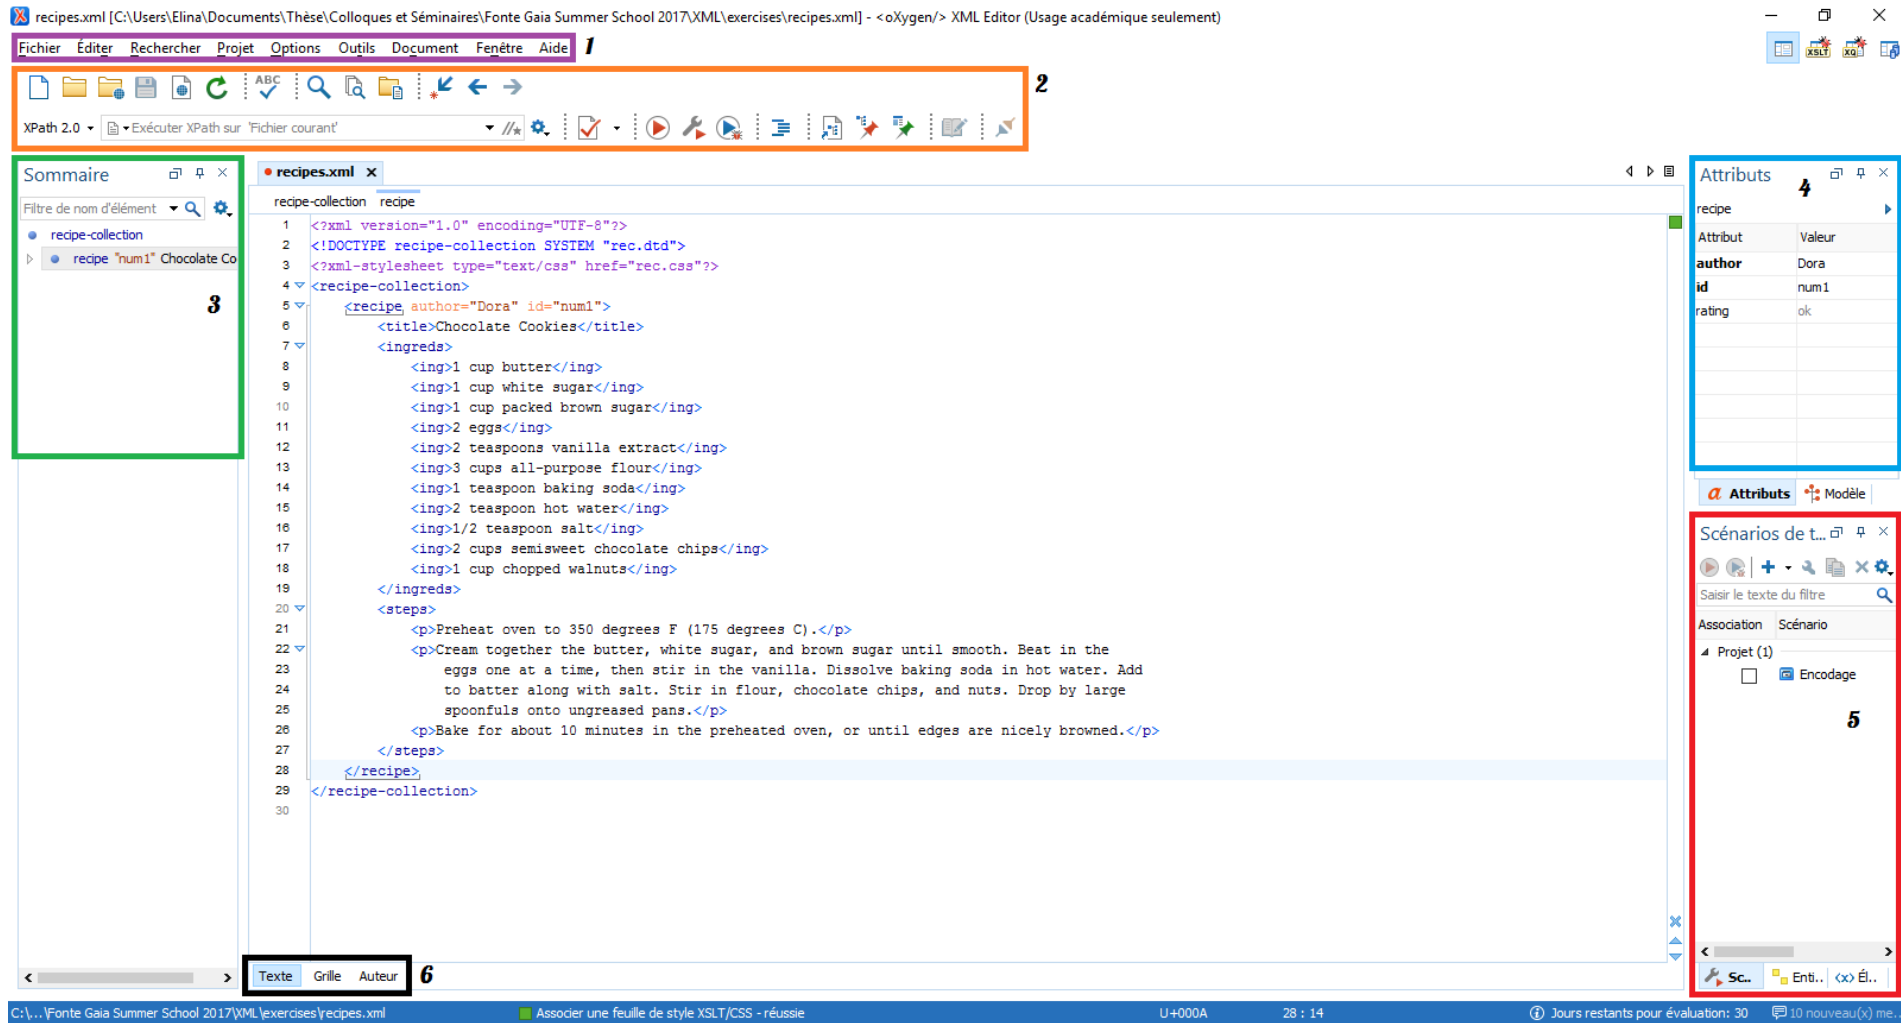 recipes.xml [C:\Users\Elina\Documents\Thèse\Colloques et Séminaires\Fonte Gaia Summer School 2017\XML\exercises\recipes.xml] - <oXygen/> XML Editor (Usage académique seulement)
Fichier Éditer Rechercher Projet Options Outils Document Fenêtre Aide 1
XSLT XQ
ABC
2
XPath 2.0 Exécuter XPath sur 'Fichier courant' //*
Sommaire
Filtre de nom d'élément
recipe-collection
recipe "num1" Chocolate Co
3
recipes.xml
recipe-collection recipe
1 <?xml version="1.0" encoding="UTF-8"?>
2 <!DOCTYPE recipe-collection SYSTEM "rec.dtd">
3 <?xml-stylesheet type="text/css" href="rec.css"?>
4 <recipe-collection>
5 <recipe author="Dora" id="num1">
6 <title>Chocolate Cookies</title>
7 <ingreds>
8 <ing>1 cup butter</ing>
9 <ing>1 cup white sugar</ing>
10 <ing>1 cup packed brown sugar</ing>
11 <ing>2 eggs</ing>
12 <ing>2 teaspoons vanilla extract</ing>
13 <ing>3 cups all-purpose flour</ing>
14 <ing>1 teaspoon baking soda</ing>
15 <ing>2 teaspoon hot water</ing>
16 <ing>1/2 teaspoon salt</ing>
17 <ing>2 cups semisweet chocolate chips</ing>
18 <ing>1 cup chopped walnuts</ing>
19 </ingreds>
20 <steps>
21 <p>Preheat oven to 350 degrees F (175 degrees C).</p>
22 <p>Cream together the butter, white sugar, and brown sugar until smooth. Beat in the
23 eggs one at a time, then stir in the vanilla. Dissolve baking soda in hot water. Add
24 to batter along with salt. Stir in flour, chocolate chips, and nuts. Drop by large
25 spoonfuls onto ungreased pans.</p>
26 <p>Bake for about 10 minutes in the preheated oven, or until edges are nicely browned.</p>
27 </steps>
28 </recipe>
29 </recipe-collection>
30
Texte Grille Auteur 6
Attributs 4
recipe
Attribut Valeur
author Dora
id num1
rating ok
a Attributs Modèle
Scénarios de t...
Saisir le texte du filtre
Association Scénario
Projet (1)
Encodage
5
Sc.. Enti.. <x> Él..
C:\...\Fonte Gaia Summer School 2017\XML\exercises\recipes.xml Associer une feuille de style XSLT/CSS - réussie U+000A 28 : 14 Jours restants pour évaluation: 30 10 nouveau(x) me..